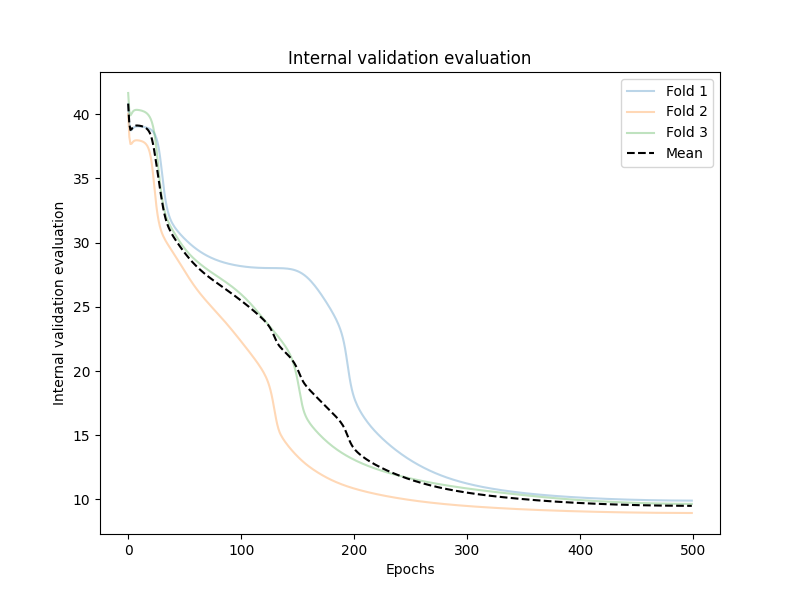 Internal validation evaluation
Internal validation evaluation
40
35
30
25
20
15
10
0
100
200
300
400
500
Epochs
Fold 1
Fold 2
Fold 3
Mean